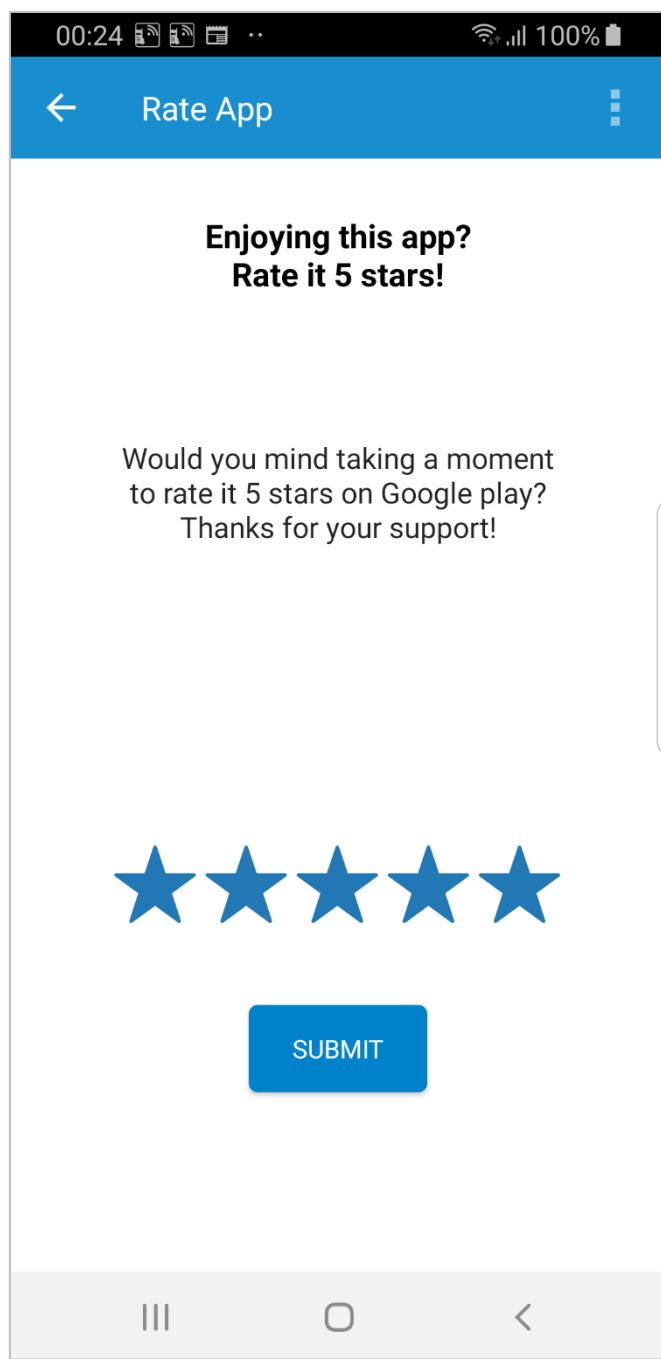 00:24 100%
Rate App
Enjoying this app?
Rate it 5 stars!
Would you mind taking a moment
to rate it 5 stars on Google play?
Thanks for your support!
SUBMIT